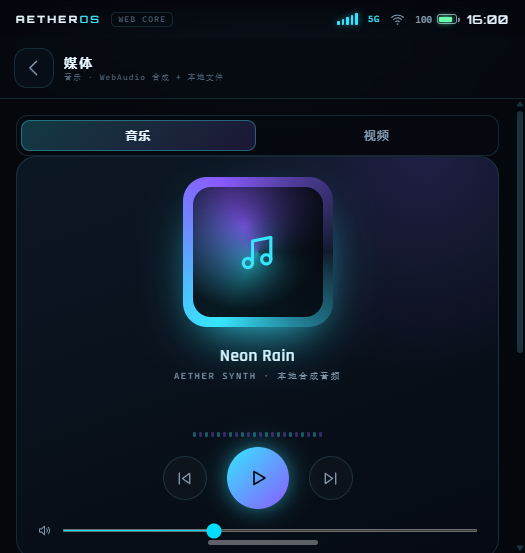 AETHEROS WEB CORE 5G 100 16:00
媒体
音乐 · WebAudio 合成 + 本地文件
音乐 视频
Neon Rain
AETHER SYNTH · 本地合成音频